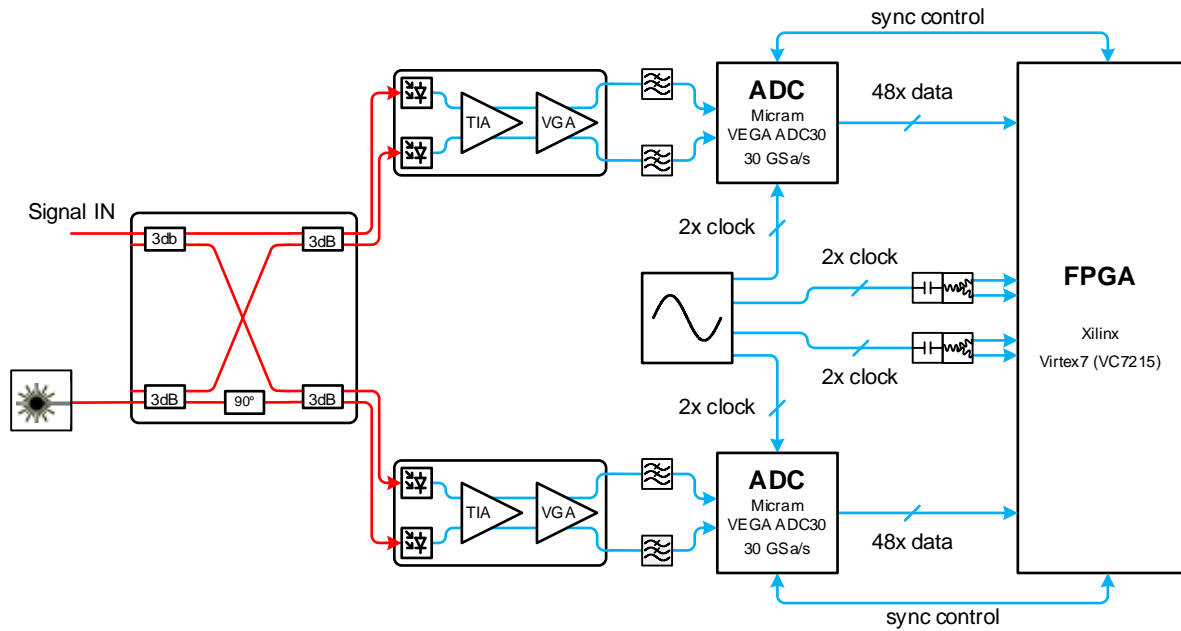 sync control
ADC
Micram
VEGA ADC30
30 GSa/s
48x data
TIA
VGA
Signal IN
3db
3dB
2x clock
2x clock
FPGA
Xilinx
Virtex7 (VC7215)
2x clock
2x clock
3dB
90°
3dB
TIA
VGA
ADC
Micram
VEGA ADC30
30 GSa/s
48x data
sync control